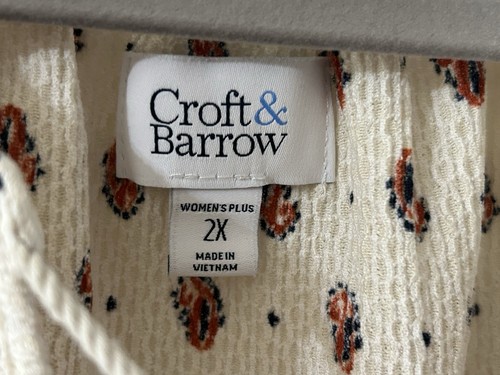 Croft&
Barrow
WOMEN'S PLUS
2X
MADE IN
VIETNAM